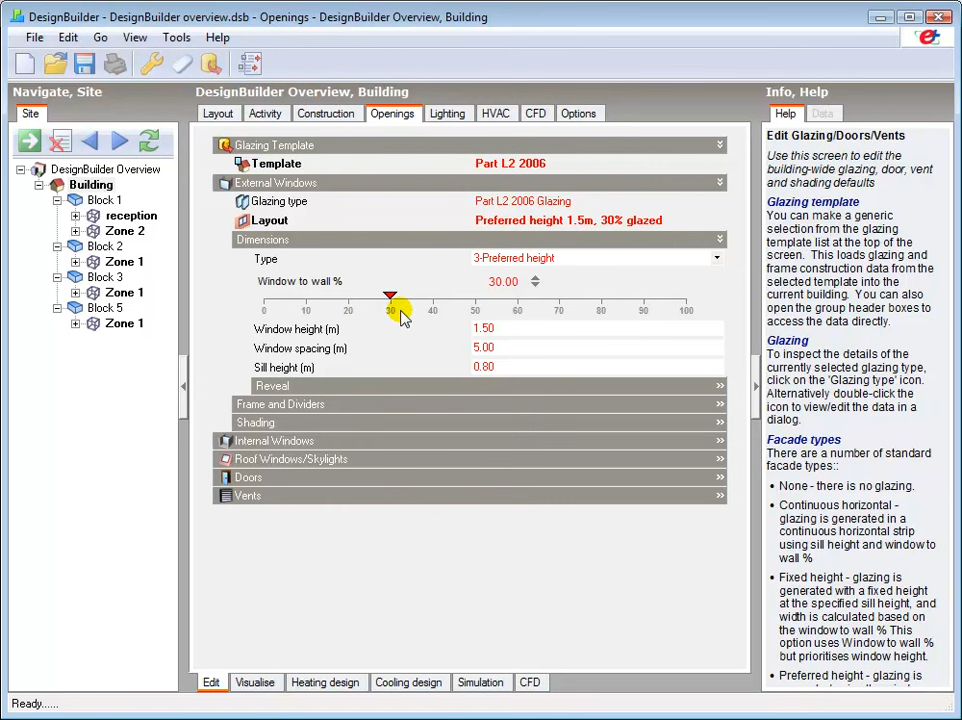 DesignBuilder - DesignBuilder overview.dsb - Openings - DesignBuilder Overview, Building
File Edit Go View Tools Help
Navigate, Site
Site
DesignBuilder Overview
Building
Block 1
reception
Zone 2
Block 2
Zone 1
Block 3
Zone 1
Block 5
Zone 1
DesignBuilder Overview, Building
Layout Activity Construction Openings Lighting HVAC CFD Options
Glazing Template
Template Part L2 2006
External Windows
Glazing type Part L2 2006 Glazing
Layout Preferred height 1.5m, 30% glazed
Dimensions
Type 3-Preferred height
Window to wall % 30.00
0 10 20 30 40 50 60 70 80 90 100
Window height (m) 1.50
Window spacing (m) 5.00
Sill height (m) 0.80
Reveal
Frame and Dividers
Shading
Internal Windows
Roof Windows/Skylights
Doors
Vents
Edit Visualise Heating design Cooling design Simulation CFD
Info, Help
Help Data
Edit Glazing/Doors/Vents
Use this screen to edit the
building-wide glazing, door, vent
and shading defaults
Glazing template
You can make a generic
selection from the glazing
template list at the top of the
screen. This loads glazing and
frame construction data from the
selected template into the
current building. You can also
open the group header boxes to
access the data directly.
Glazing
To inspect the details of the
currently selected glazing type,
click on the 'Glazing type' icon.
Alternatively double-click the
icon to view/edit the data in a
dialog.
Facade types
There are a number of standard
facade types::
• None - there is no glazing.
• Continuous horizontal -
glazing is generated in a
continuous horizontal strip
using sill height and window to
wall %
• Fixed height - glazing is
generated with a fixed height
at the specified sill height, and
width is calculated based on
the window to wall % This
option uses Window to wall %
but prioritises window height.
• Preferred height - glazing is
Ready......